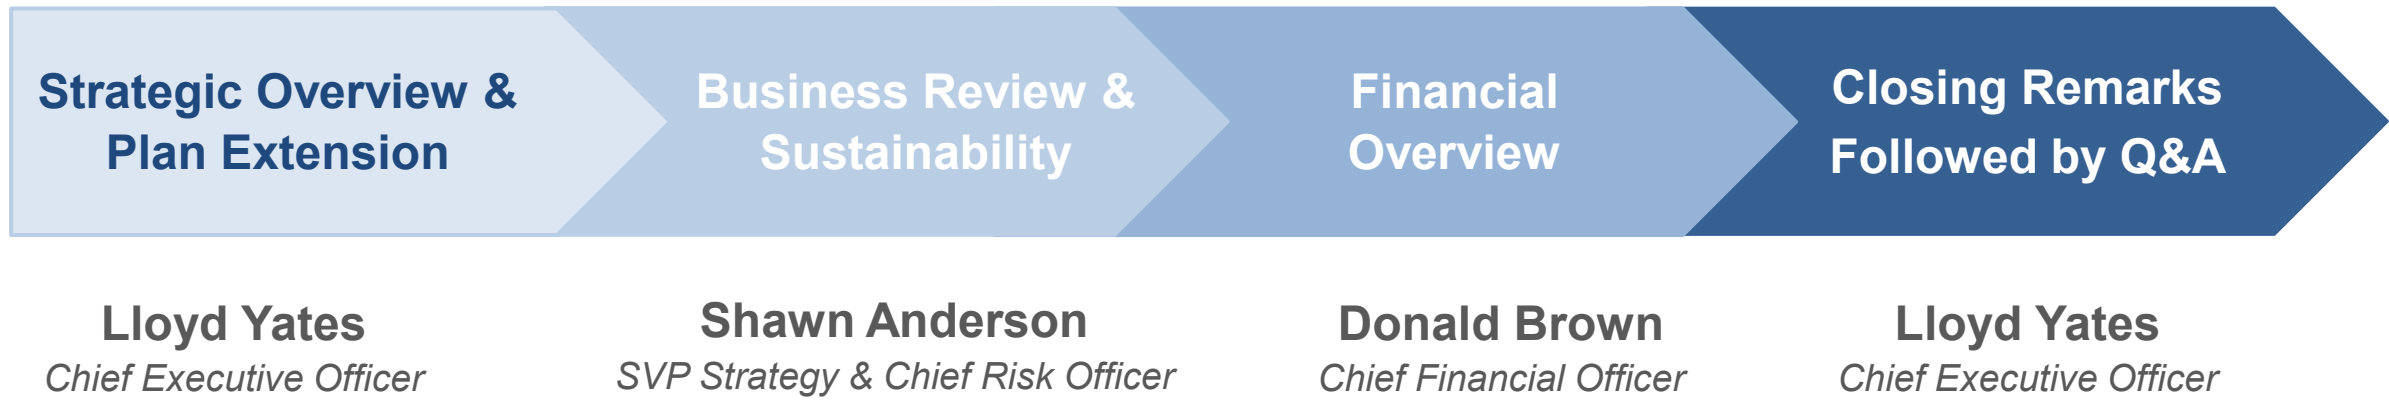 Strategic Overview &
Plan Extension
Business Review &
Sustainability
Financial
Overview
Closing Remarks
Followed by Q&A
Lloyd Yates
Chief Executive Officer
Shawn Anderson
SVP Strategy & Chief Risk Officer
Donald Brown
Chief Financial Officer
Lloyd Yates
Chief Executive Officer